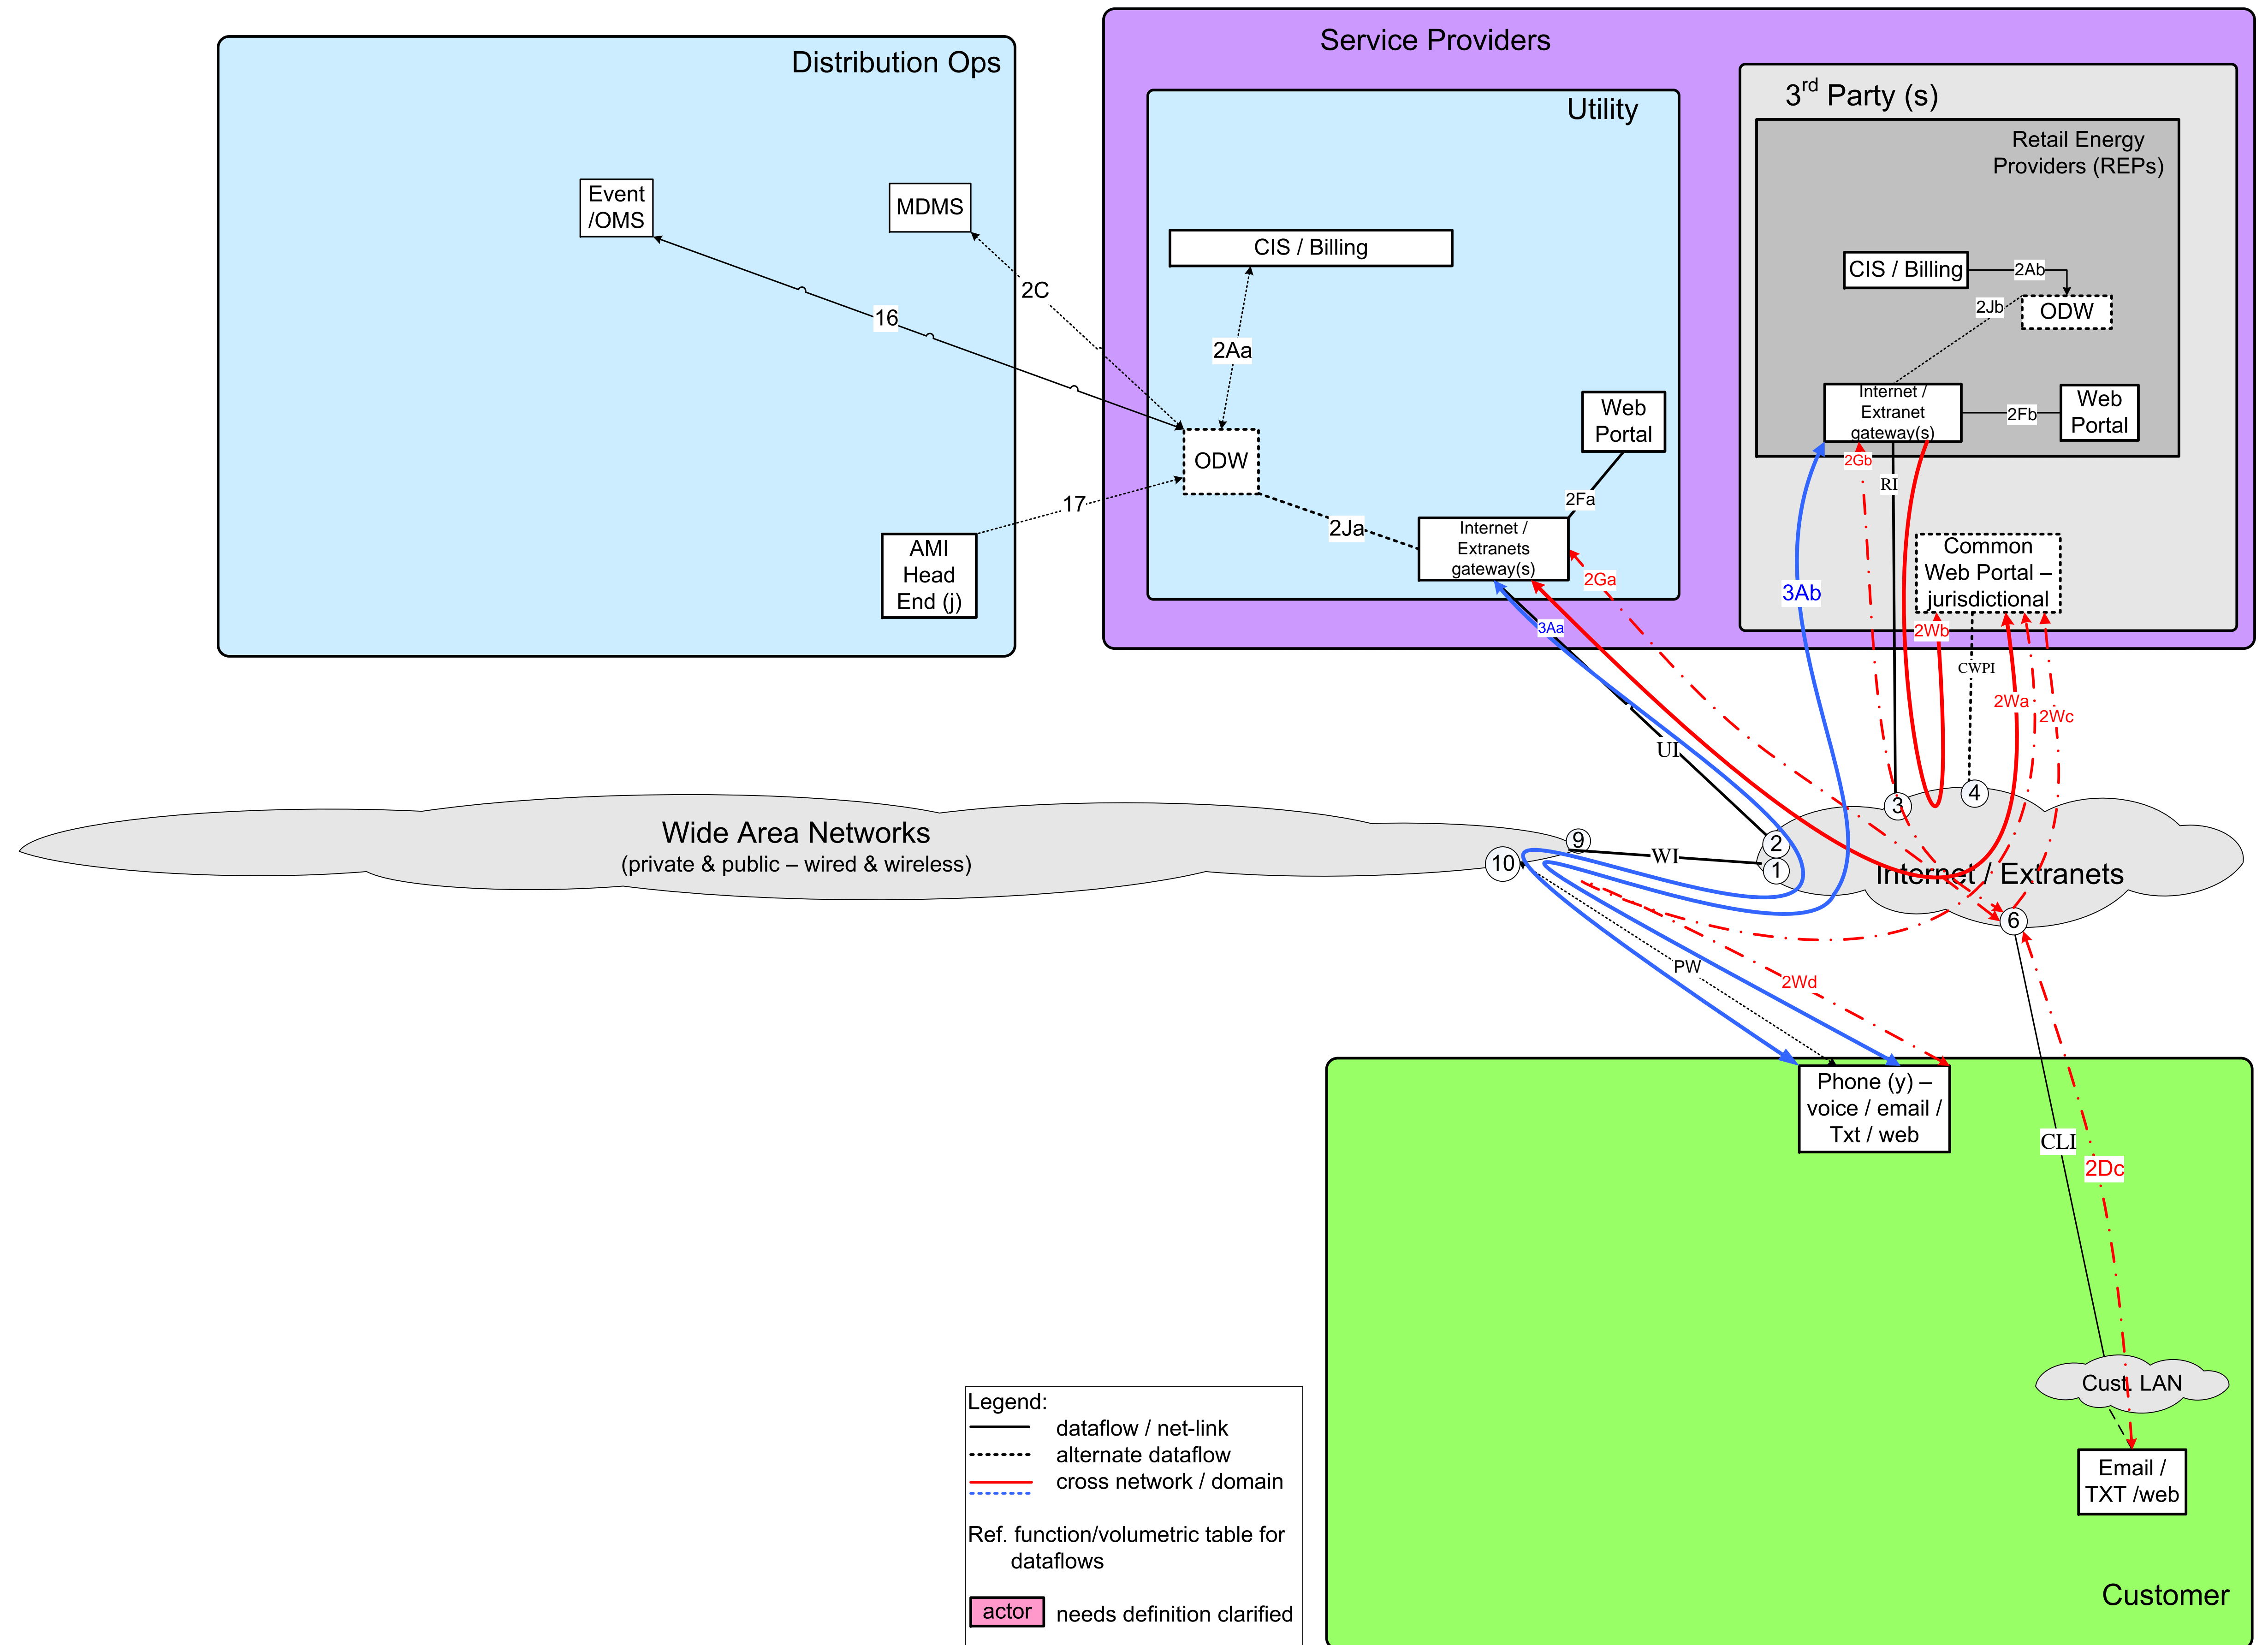 Service Providers
Distribution Ops
3rd Party (s)
Utility
Retail Energy
Providers (REPs)
Event
/OMS
MDMS
CIS / Billing
CIS / Billing
2Ab
2C
2Jb
ODW
16
2Aa
Web
Portal
Internet /
Extranet
gateway(s)
2Fb
Web
Portal
ODW
2Gb
RI
17
2Fa
2Ja
Internet /
Extranets
gateway(s)
AMI
Head
End (j)
2Ga
3Ab
Common
Web Portal –
jurisdictional
3Aa
2Wb
CWPI
2Wa
2Wc
UI
4
3
Wide Area Networks
(private & public – wired & wireless)
9
2
WI
10
1
Internet / Extranets
6
PW
2Wd
Phone (y) –
voice / email /
Txt / web
CLI
2Dc
Cust. LAN
Legend:
dataflow / net-link
alternate dataflow
cross network / domain
Email /
TXT /web
Ref. function/volumetric table for
dataflows
Customer
actor
needs definition clarified